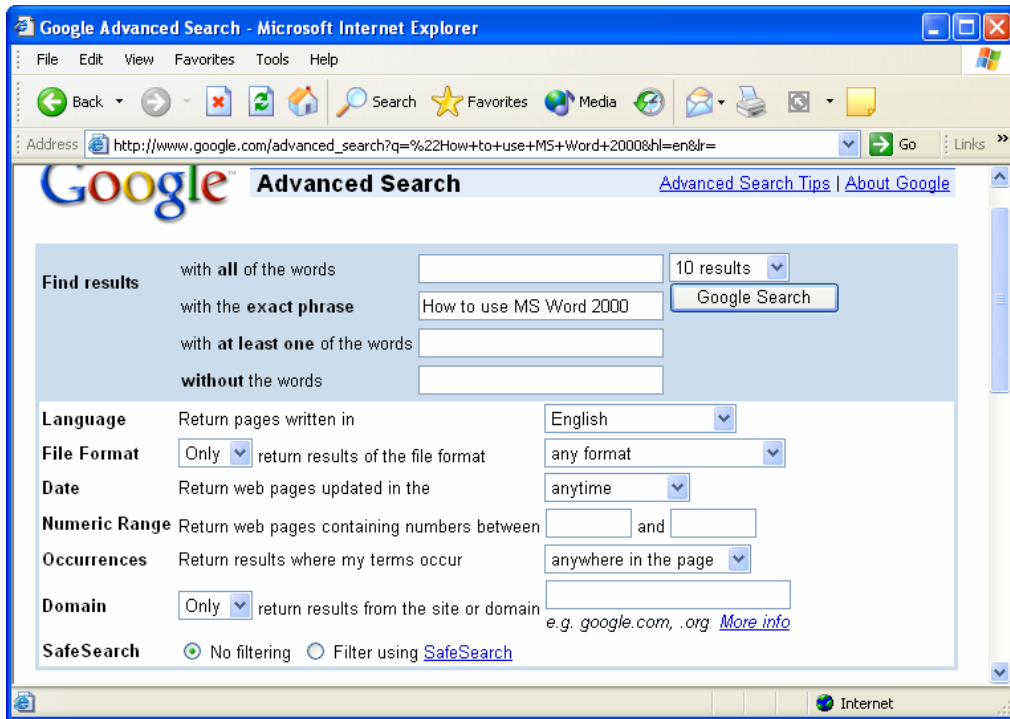 Google Advanced Search - Microsoft Internet Explorer
File Edit View Favorites Tools Help
Back Search Favorites Media
Address http://www.google.com/advanced_search?q=%22How+to+use+MS+Word+2000&hl=en&lr= Go Links »
Google™ Advanced Search Advanced Search Tips | About Google
Find results with all of the words 10 results
with the exact phrase How to use MS Word 2000 Google Search
with at least one of the words
without the words
Language Return pages written in English
File Format Only return results of the file format any format
Date Return web pages updated in the anytime
Numeric Range Return web pages containing numbers between and
Occurrences Return results where my terms occur anywhere in the page
Domain Only return results from the site or domain
e.g. google.com, .org More info
SafeSearch No filtering Filter using SafeSearch
Internet